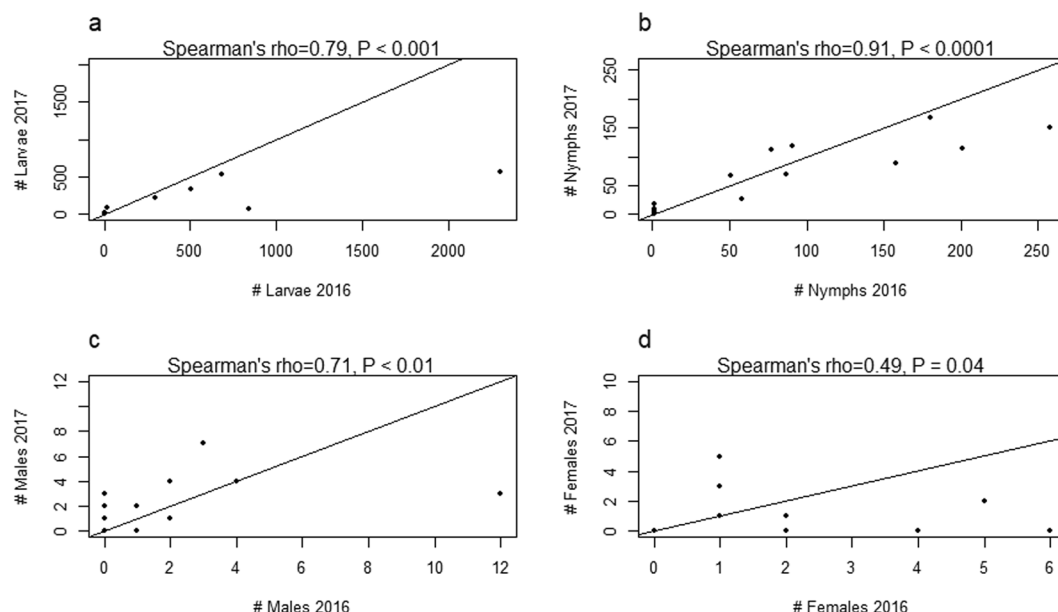 a
Spearman's rho=0.79, P < 0.001
# Larvae 2017
0 500 1500
0 500 1000 1500 2000
# Larvae 2016
b
Spearman's rho=0.91, P < 0.0001
# Nymphs 2017
0 50 150 250
0 50 100 150 200 250
# Nymphs 2016
c
Spearman's rho=0.71, P < 0.01
# Males 2017
0 2 4 6 8 12
0 2 4 6 8 10 12
# Males 2016
d
Spearman's rho=0.49, P = 0.04
# Females 2017
0 2 4 6 8 10
0 1 2 3 4 5 6
# Females 2016